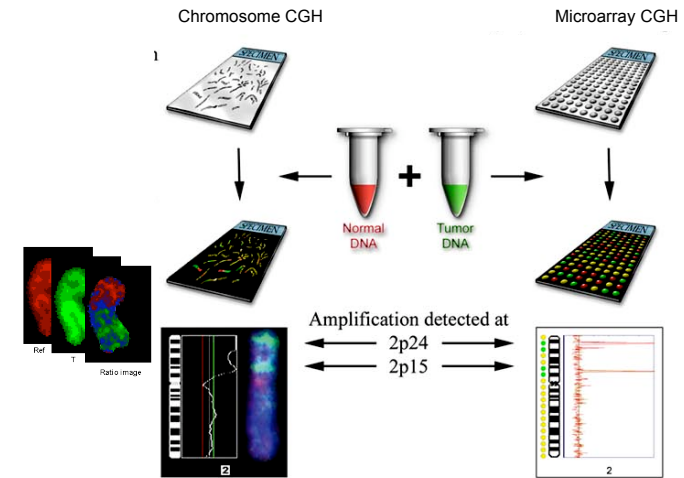 Chromosome CGH
Microarray CGH
n
SPECIMEN
SPECIMEN
+
Normal
DNA
Tumor
DNA
SPECIMEN
SPECIMEN
Ref
T
Ratio image
Amplification detected at
2p24
2p15
2
2